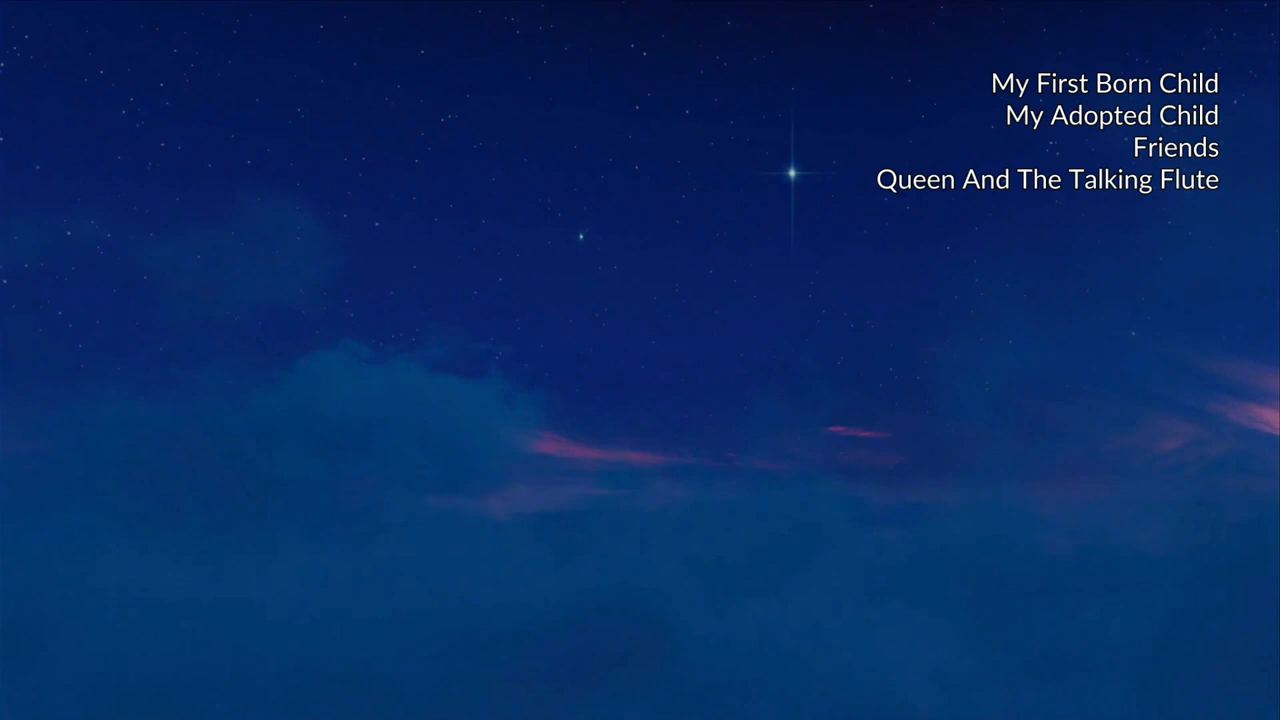 My First Born Child
My Adopted Child
Friends
Queen And The Talking Flute